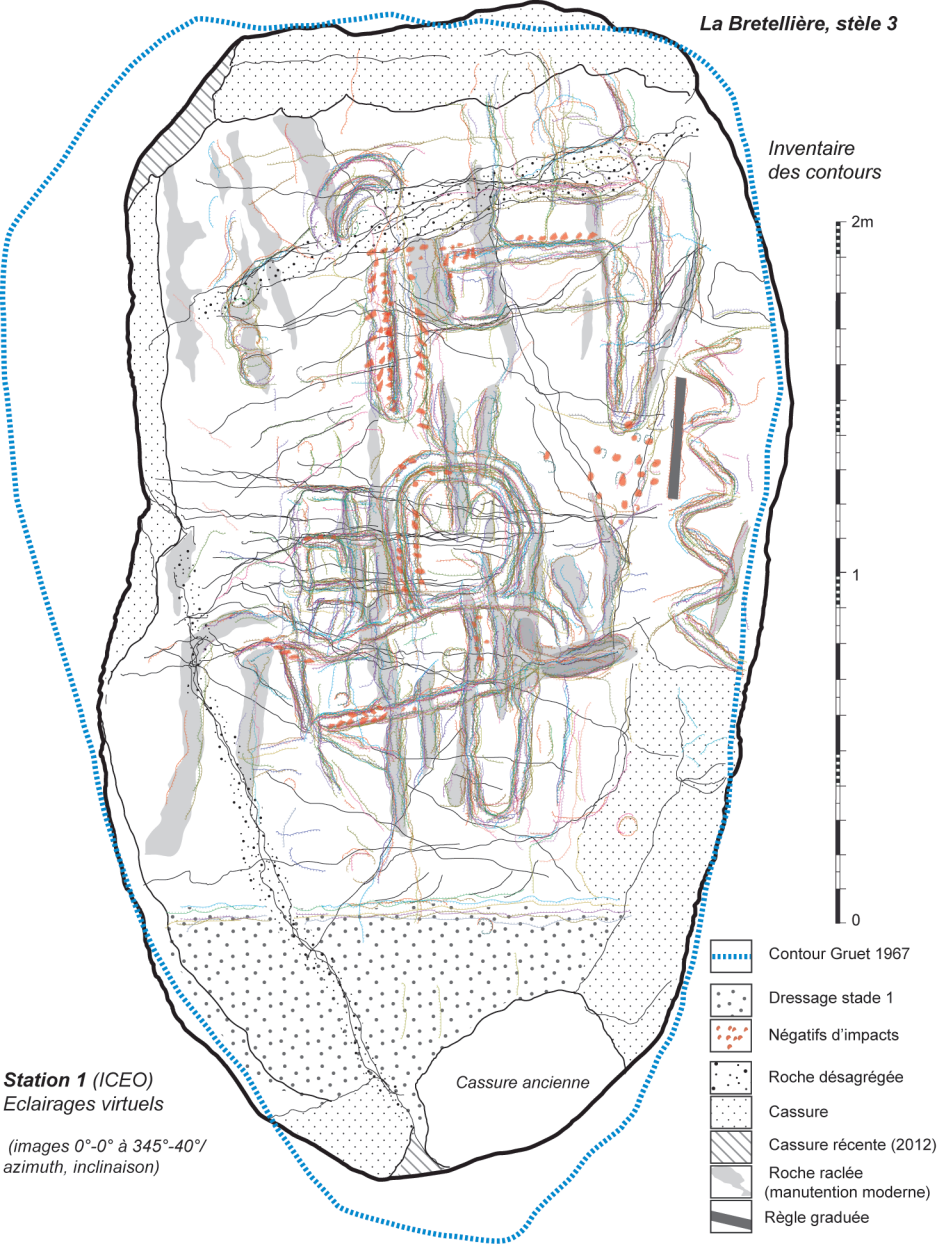 La Bretellière, stèle 3
Inventaire
des contours
2m
1
0
Contour Gruet 1967
Dressage stade 1
Négatifs d'impacts
Roche désagrégée
Cassure
Cassure récente (2012)
Roche raclée
(manutention moderne)
Règle graduée
Cassure ancienne
Station 1 (ICEO)
Eclairages virtuels
(images 0°-0° à 345°-40°/
azimuth, inclinaison)